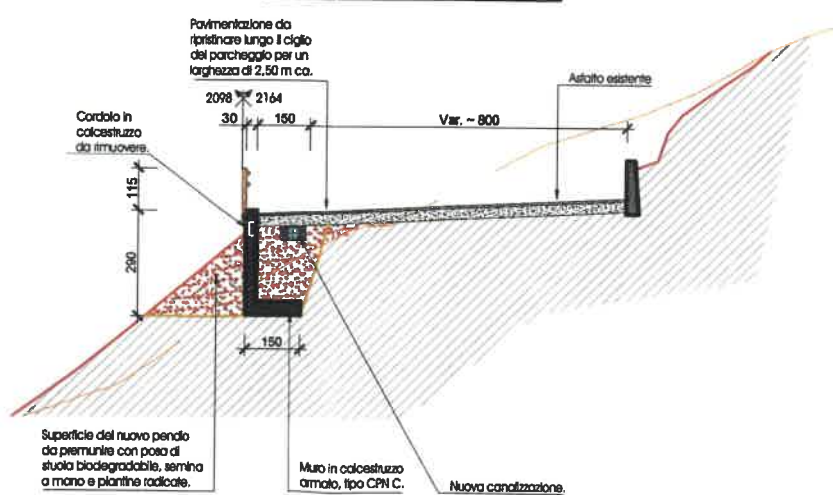 Pavimentazione da
ripristinare lungo il ciglio
del parcheggio per un
larghezza di 2,50 m ca.
Asfalto esistente
2098 2164
30 150 Var. ~ 800
Cordolo in
calcestruzzo
da rimuovere.
115
290
150
Superficie del nuovo pendio
da premunire con posa di
stuoia biodegradabile, semina
a mano e piantine radicate.
Muro in calcestruzzo
armato, tipo CPN C.
Nuova canalizzazione.